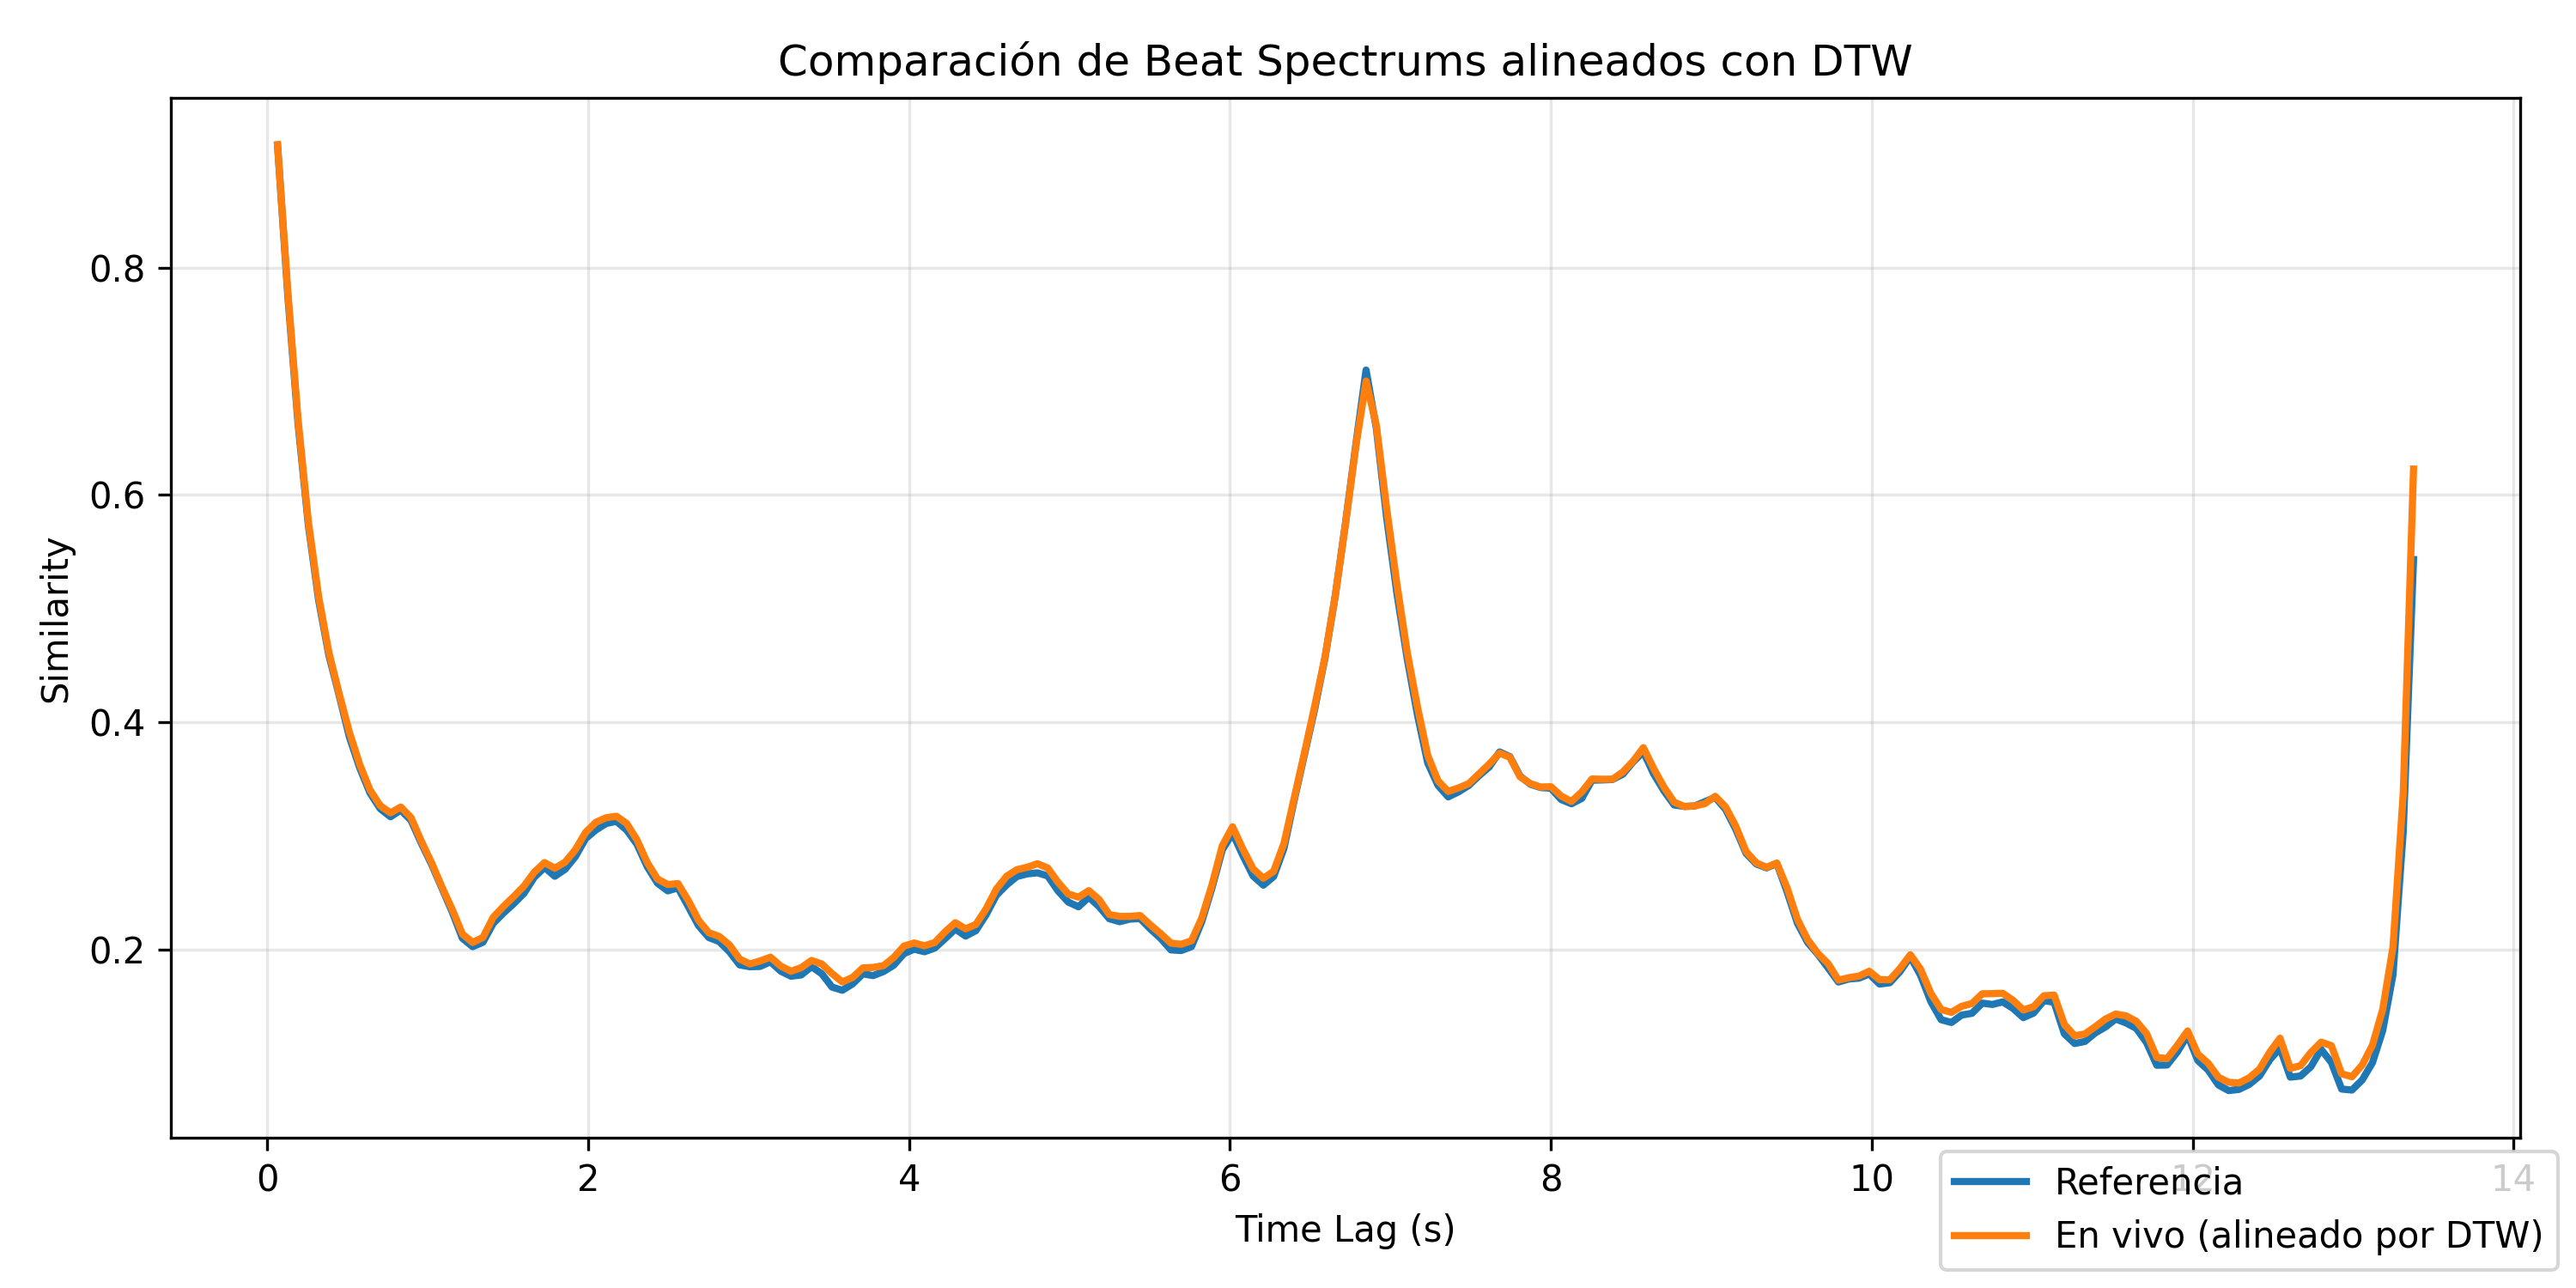 Comparación de Beat Spectrums alineados con DTW
Similarity
0.8
0.6
0.4
0.2
0 2 4 6 8 10 12 14
Time Lag (s)
Referencia
En vivo (alineado por DTW)